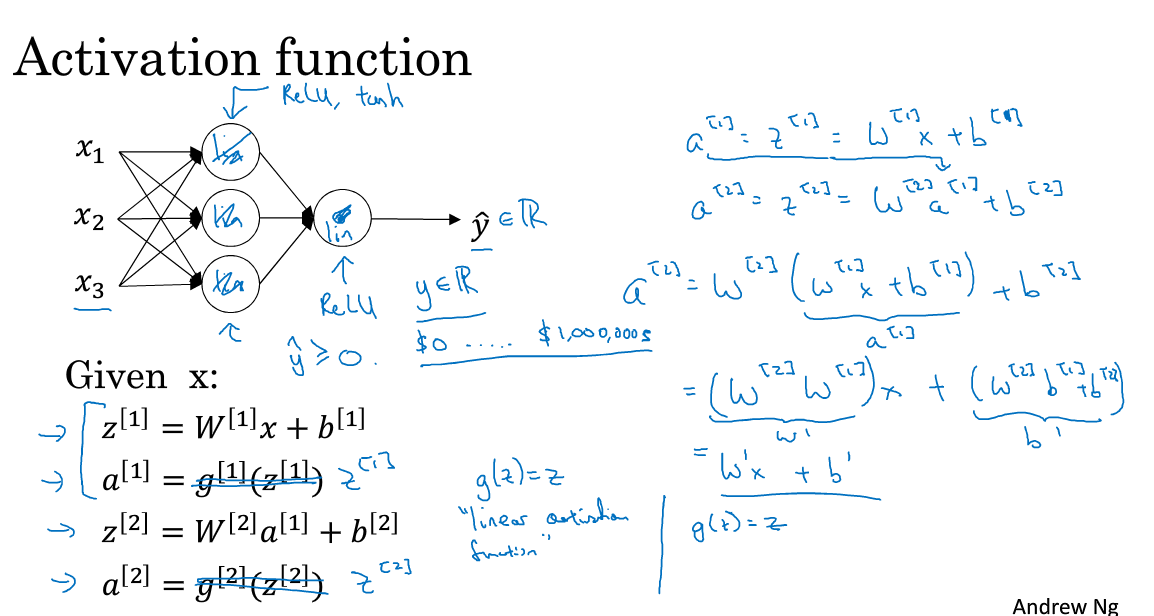 Activation function
ReLU, tanh
x₁
x₂
x₃
lin
ŷ ∈ ℝ
ReLU
y ∈ ℝ
$0 ..... $1,000,000s
ŷ ≥ 0.
Given x:
→ z^[1] = W^[1]x + b^[1]
→ a^[1] = g^[1](z^[1]) z^[1]
→ z^[2] = W^[2]a^[1] + b^[2]
→ a^[2] = g^[2](z^[2]) z^[2]
g(z) = z
"linear activation
function"
a^[1] = z^[1] = W^[1]x + b^[1]
a^[2] = z^[2] = W^[2]a^[1] + b^[2]
a^[2] = W^[2](W^[1]x + b^[1]) + b^[2]
a^[1]
= (W^[2]W^[1])x + (W^[2]b^[1] + b^[2])
W' b'
= W'x + b'
g(z) = z
Andrew Ng